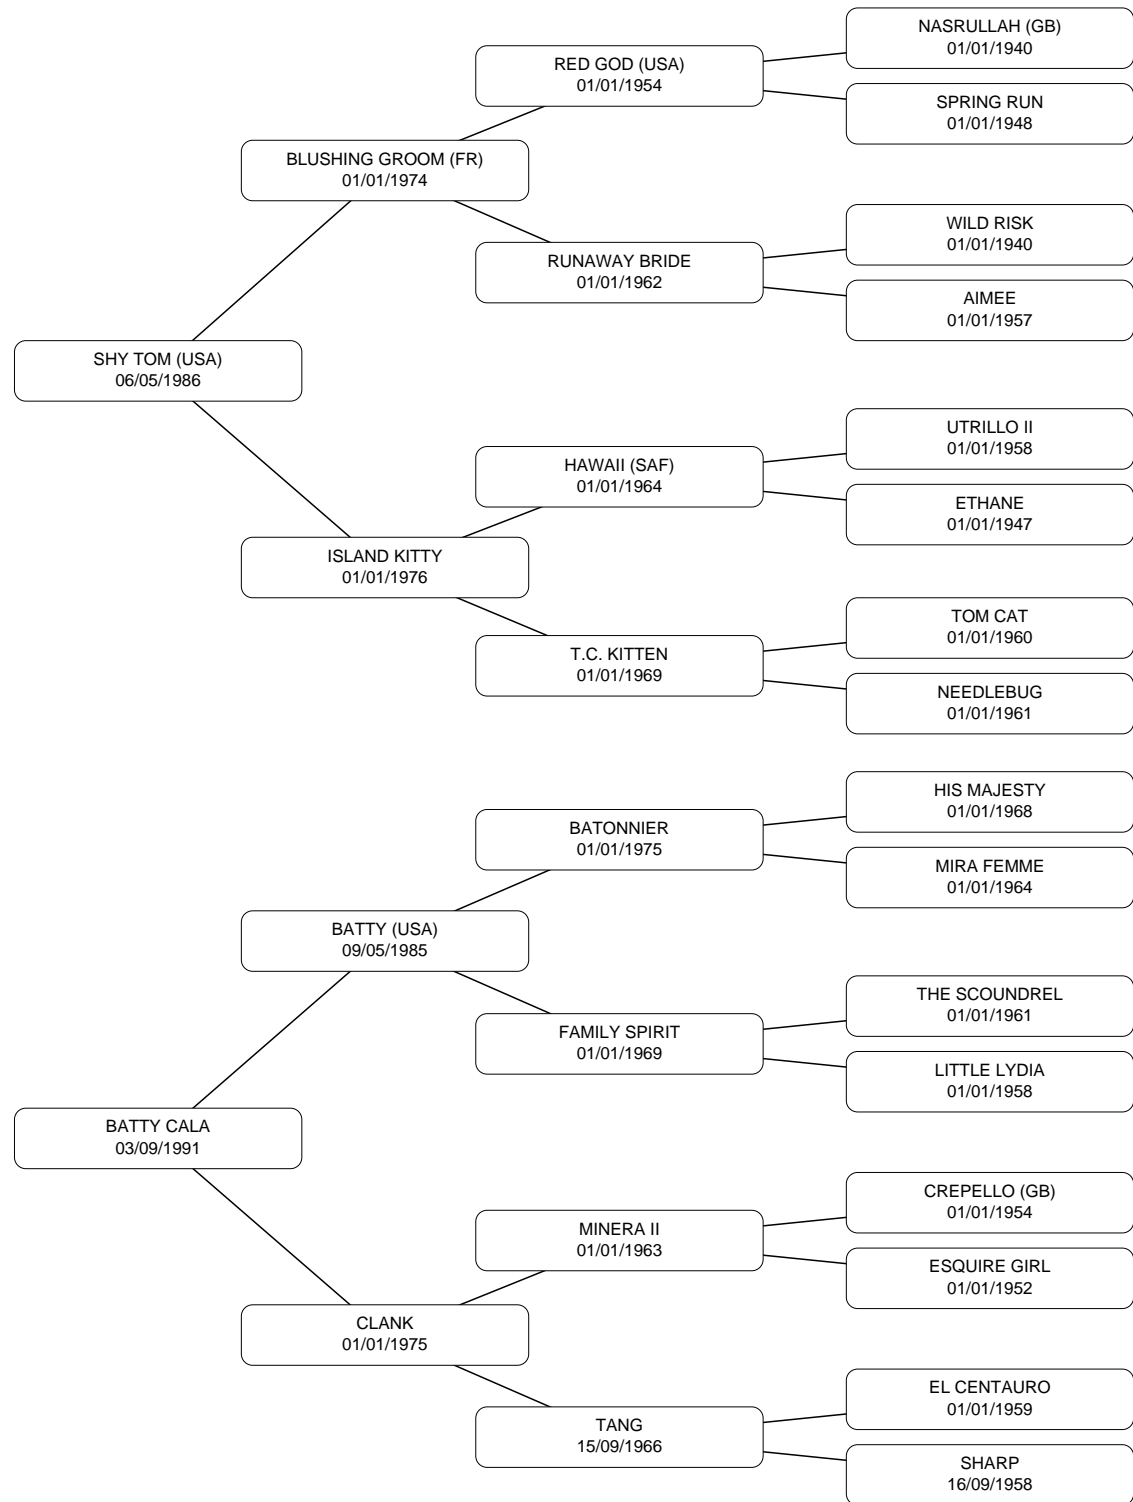 NASRULLAH (GB)
01/01/1940
RED GOD (USA)
01/01/1954
SPRING RUN
01/01/1948
BLUSHING GROOM (FR)
01/01/1974
WILD RISK
01/01/1940
RUNAWAY BRIDE
01/01/1962
AIMEE
01/01/1957
SHY TOM (USA)
06/05/1986
UTRILLO II
01/01/1958
HAWAII (SAF)
01/01/1964
ETHANE
01/01/1947
ISLAND KITTY
01/01/1976
TOM CAT
01/01/1960
T.C. KITTEN
01/01/1969
NEEDLEBUG
01/01/1961
HIS MAJESTY
01/01/1968
BATONNIER
01/01/1975
MIRA FEMME
01/01/1964
BATTY (USA)
09/05/1985
THE SCOUNDREL
01/01/1961
FAMILY SPIRIT
01/01/1969
LITTLE LYDIA
01/01/1958
BATTY CALA
03/09/1991
CREPELLO (GB)
01/01/1954
MINERA II
01/01/1963
ESQUIRE GIRL
01/01/1952
CLANK
01/01/1975
EL CENTAURO
01/01/1959
TANG
15/09/1966
SHARP
16/09/1958